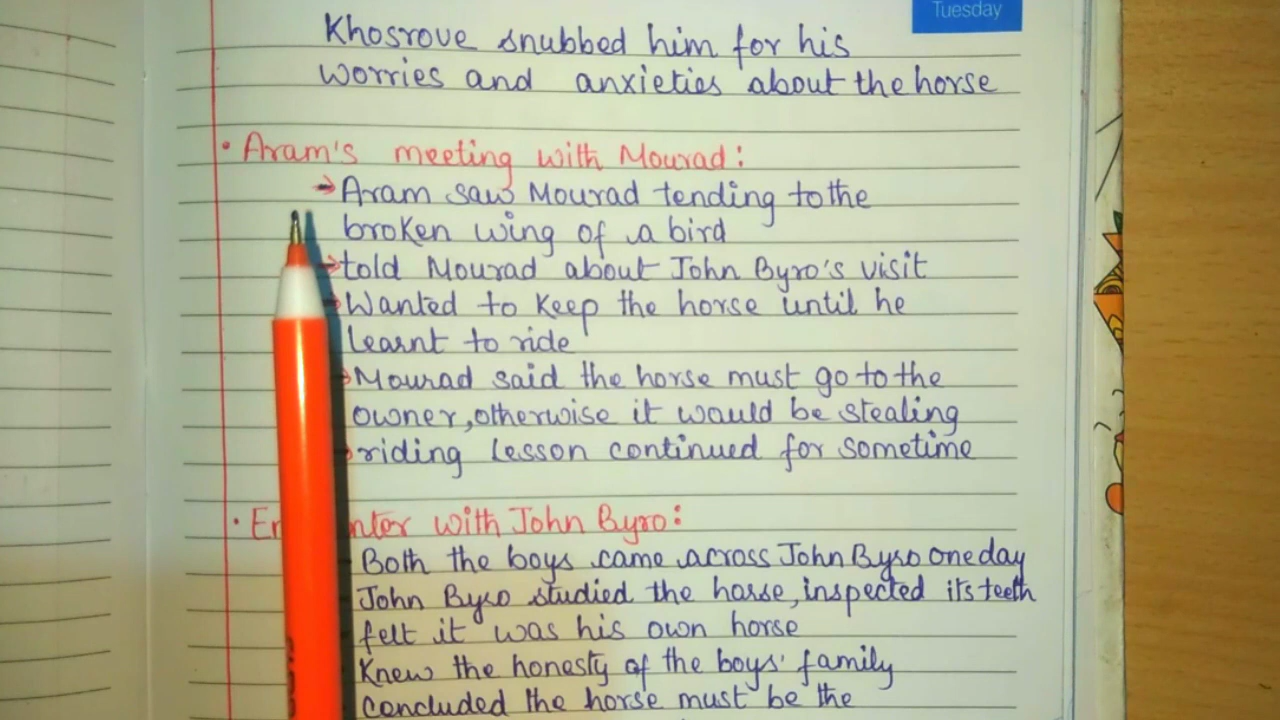 Tuesday
Khosrove snubbed him for his
worries and anxieties about the horse
• Aram's meeting with Mourad:
→ Aram saw Mourad tending to the
broken wing of a bird
→ told Mourad about John Byro's visit
→ Wanted to keep the horse until he
learnt to ride
→ Mourad said the horse must go to the
owner, otherwise it would be stealing
→ riding lesson continued for sometime
• with John Byro:
Both the boys came across John Byro one day
John Byro studied the horse, inspected its teeth
felt it was his own horse
Knew the honesty of the boys' family
concluded the horse must be the